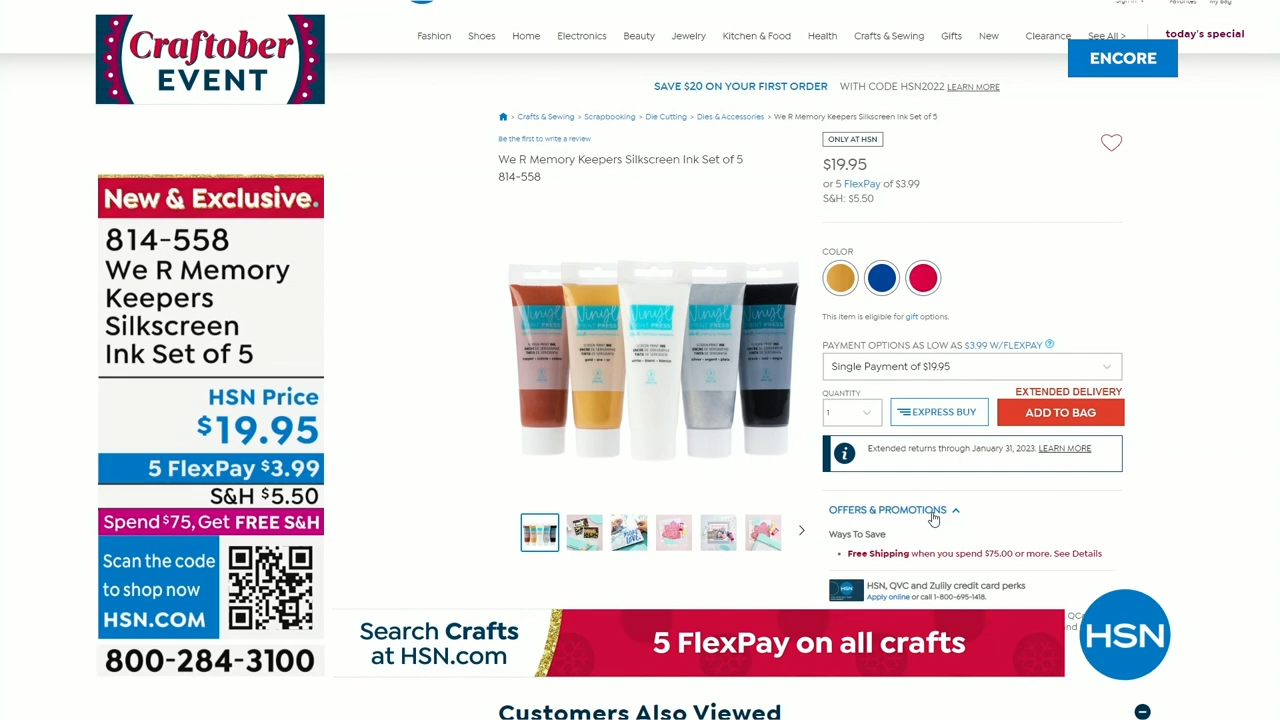 Craftober
EVENT
Fashion Shoes Home Electronics Beauty Jewelry Kitchen & Food Health Crafts & Sewing Gifts New Clearance See All >
today's special
ENCORE
SAVE $20 ON YOUR FIRST ORDER WITH CODE HSN2022 LEARN MORE
> Crafts & Sewing > Scrapbooking > Die Cutting > Dies & Accessories > We R Memory Keepers Silkscreen Ink Set of 5
Be the first to write a review
We R Memory Keepers Silkscreen Ink Set of 5
814-558
ONLY AT HSN
$19.95
or 5 FlexPay of $3.99
S&H: $5.50
COLOR
This item is eligible for gift options.
PAYMENT OPTIONS AS LOW AS $3.99 W/FLEXPAY
Single Payment of $19.95
QUANTITY
EXTENDED DELIVERY
1
EXPRESS BUY
ADD TO BAG
Extended returns through January 31, 2023. LEARN MORE
OFFERS & PROMOTIONS
Ways To Save
• Free Shipping when you spend $75.00 or more. See Details
HSN, QVC and Zulily credit card perks
Apply online or call 1-800-695-1418.
New & Exclusive.
814-558
We R Memory
Keepers
Silkscreen
Ink Set of 5
HSN Price
$19.95
5 FlexPay $3.99
S&H $5.50
Spend $75, Get FREE S&H
Scan the code
to shop now
HSN.COM
800-284-3100
Search Crafts
at HSN.com
5 FlexPay on all crafts
HSN
Customers Also Viewed